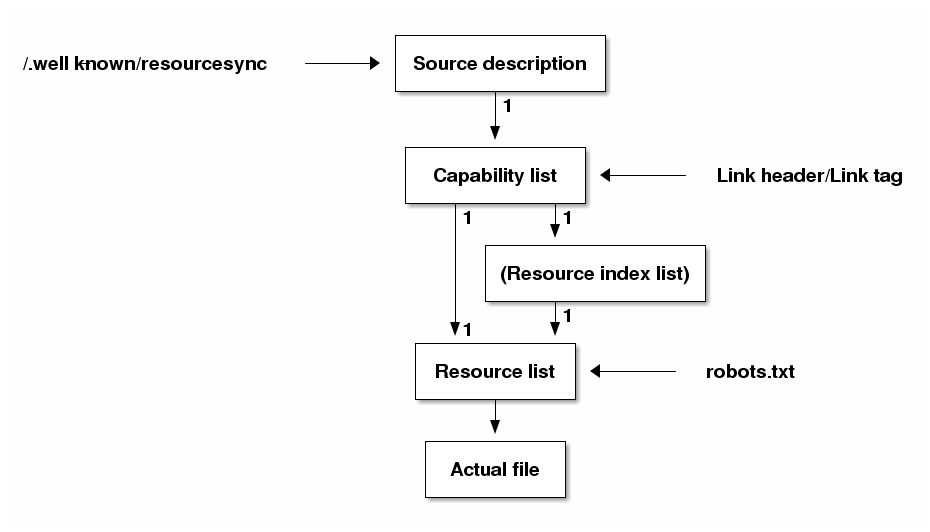 /.well known/resourcesync
Source description
1
Capability list
Link header/Link tag
1
1
(Resource index list)
1
1
Resource list
robots.txt
Actual file